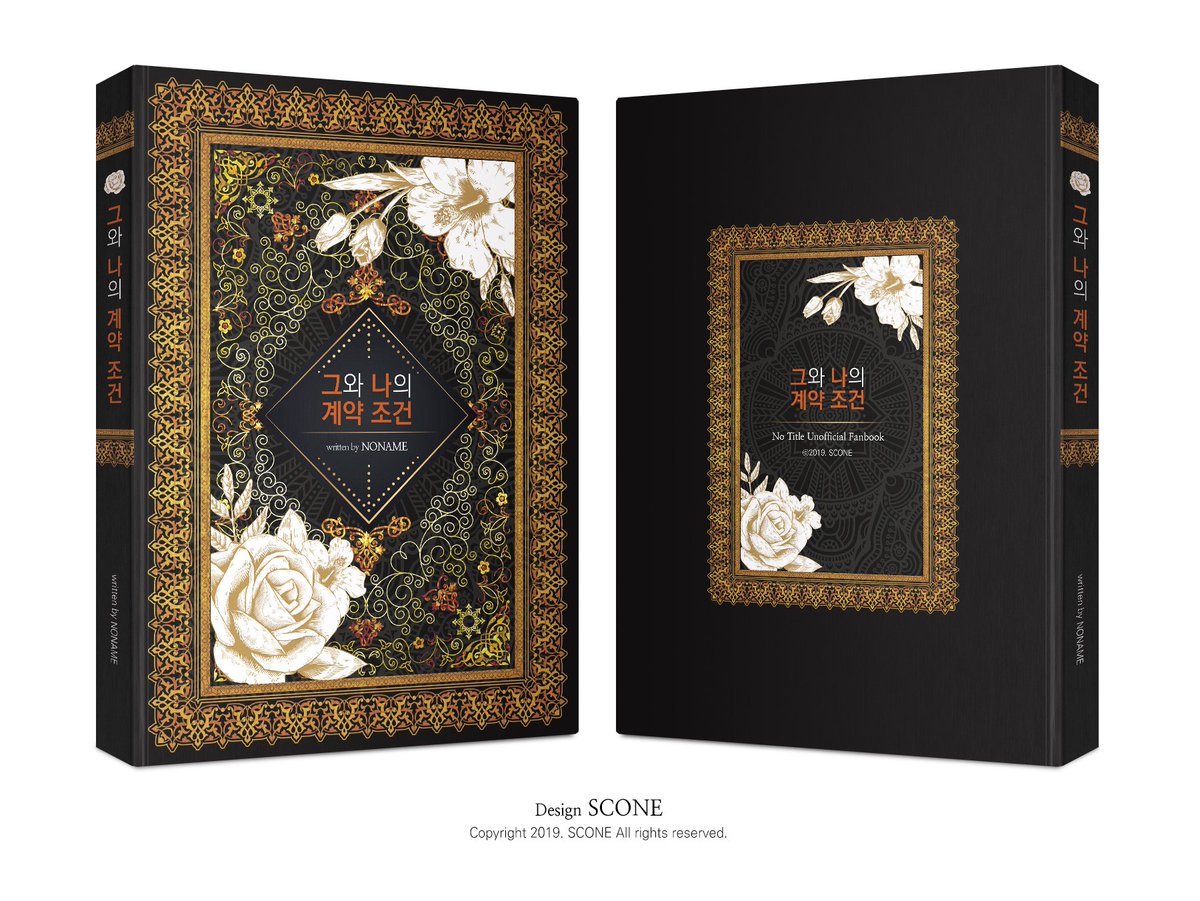 그와 나의 계약 조건
written by NONAME
그와 나의
계약 조건
written by NONAME
그와 나의
계약 조건
No Title Unofficial Fanbook
©2019. SCONE
그와 나의 계약 조건
written by NONAME
Design SCONE
Copyright 2019. SCONE All rights reserved.